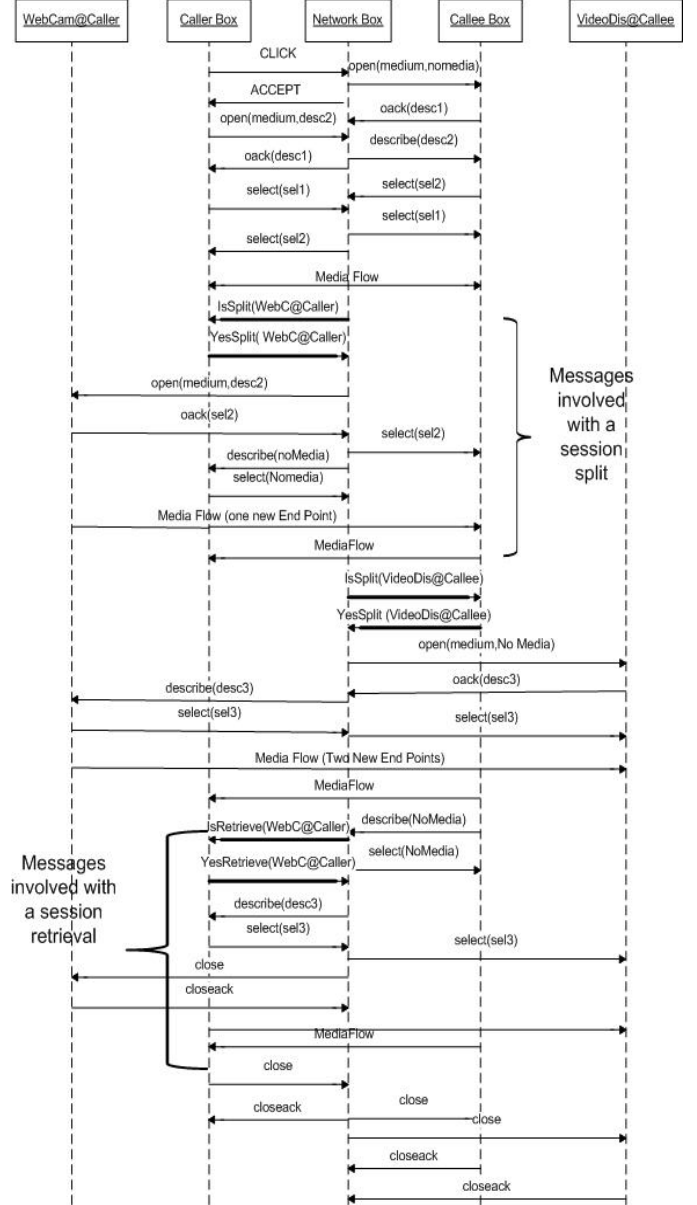 WebCam@Caller
Caller Box
Network Box
Callee Box
VideoDis@Callee
CLICK
open(medium,nomedia)
ACCEPT
oack(desc1)
open(medium,desc2)
describe(desc2)
oack(desc1)
select(sel1)
select(sel2)
select(sel1)
select(sel2)
Media Flow
IsSplit(WebC@Caller)
YesSplit( WebC@Caller)
open(medium,desc2)
oack(sel2)
select(sel2)
describe(noMedia)
select(Nomedia)
Media Flow (one new End Point)
MediaFlow
Messages
involved
with a
session
split
IsSplit(VideoDis@Callee)
YesSplit (VideoDis@Callee)
open(medium,No Media)
oack(desc3)
describe(desc3)
select(sel3)
select(sel3)
Media Flow (Two New End Points)
MediaFlow
describe(NoMedia)
IsRetrieve(WebC@Caller)
select(NoMedia)
YesRetrieve(WebC@Caller)
Messages
involved with
a session
retrieval
describe(desc3)
select(sel3)
select(sel3)
close
closeack
MediaFlow
close
close
closeack
close
closeack
closeack